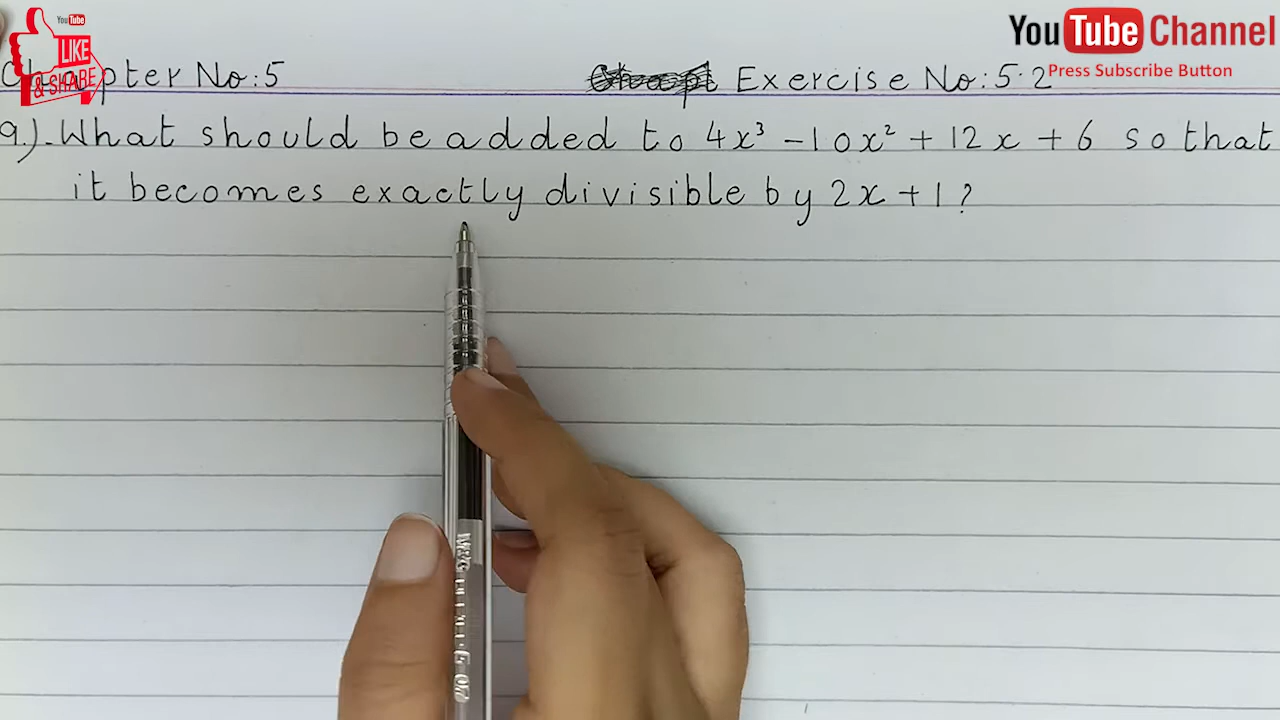 YouTube
LIKE
& SHARE
YouTube Channel
Press Subscribe Button
Chapter No:5 Exercise No:5.2
9.). What should be added to 4x³ - 10x² + 12x + 6 so that
it becomes exactly divisible by 2x + 1?